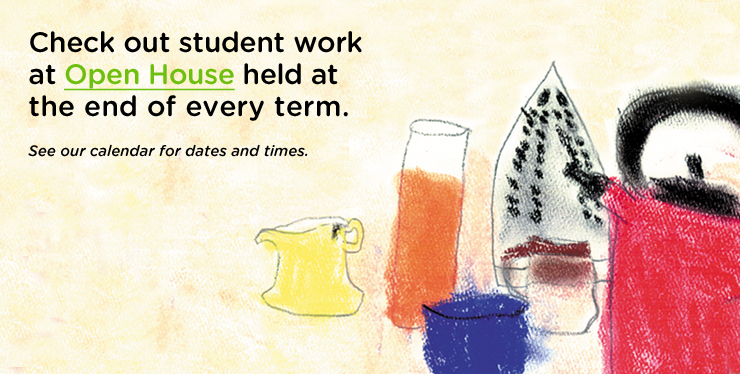 Check out student work
at Open House held at
the end of every term.
See our calendar for dates and times.